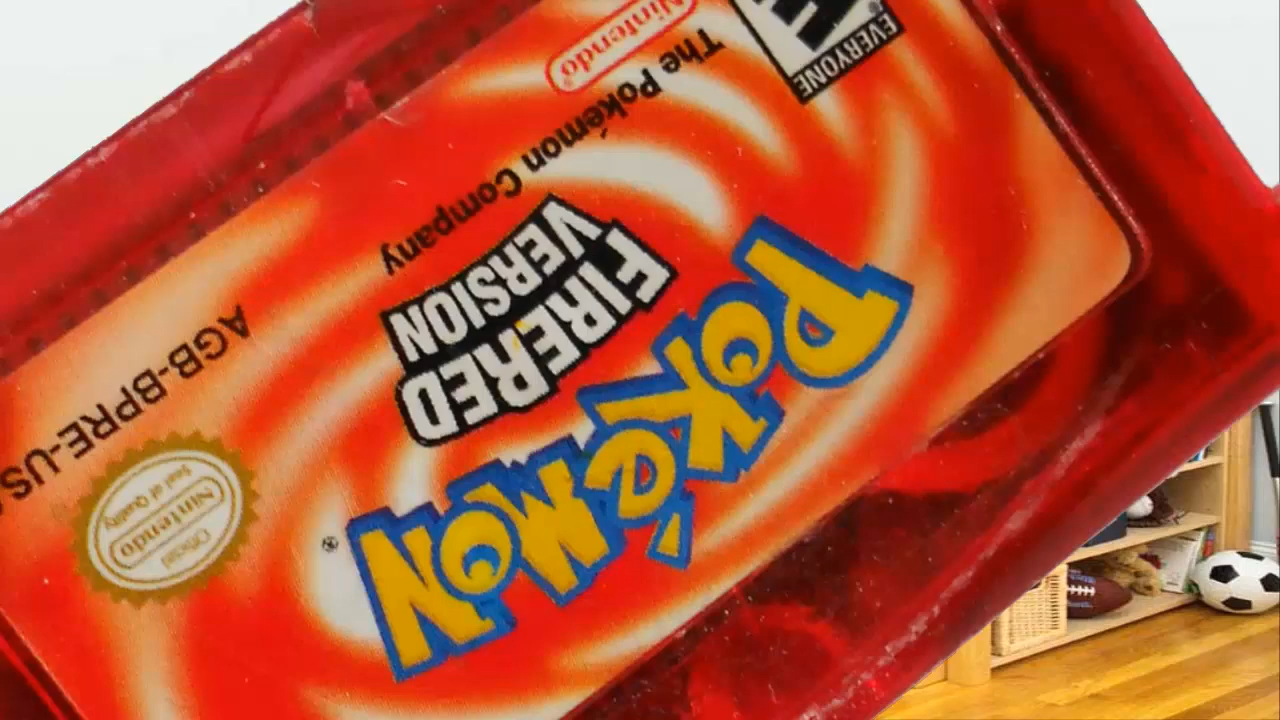 Pokémon
FIRERED
VERSION
The Pokémon Company
Nintendo®
E
EVERYONE
®
AGB-BPRE-US
Official
Nintendo
Seal of Quality